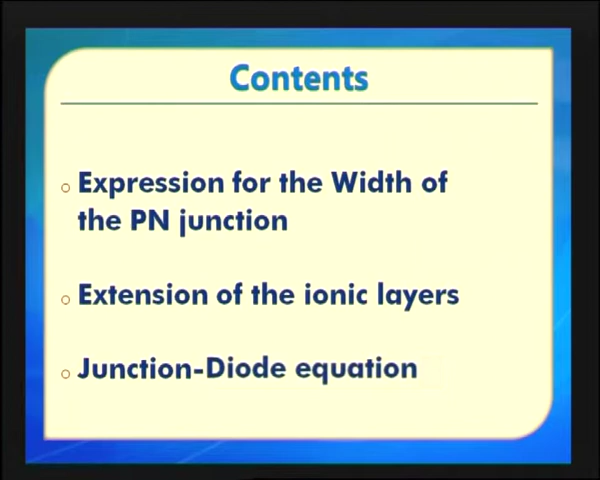 Contents
Expression for the Width of
the PN junction
Extension of the ionic layers
Junction-Diode equation